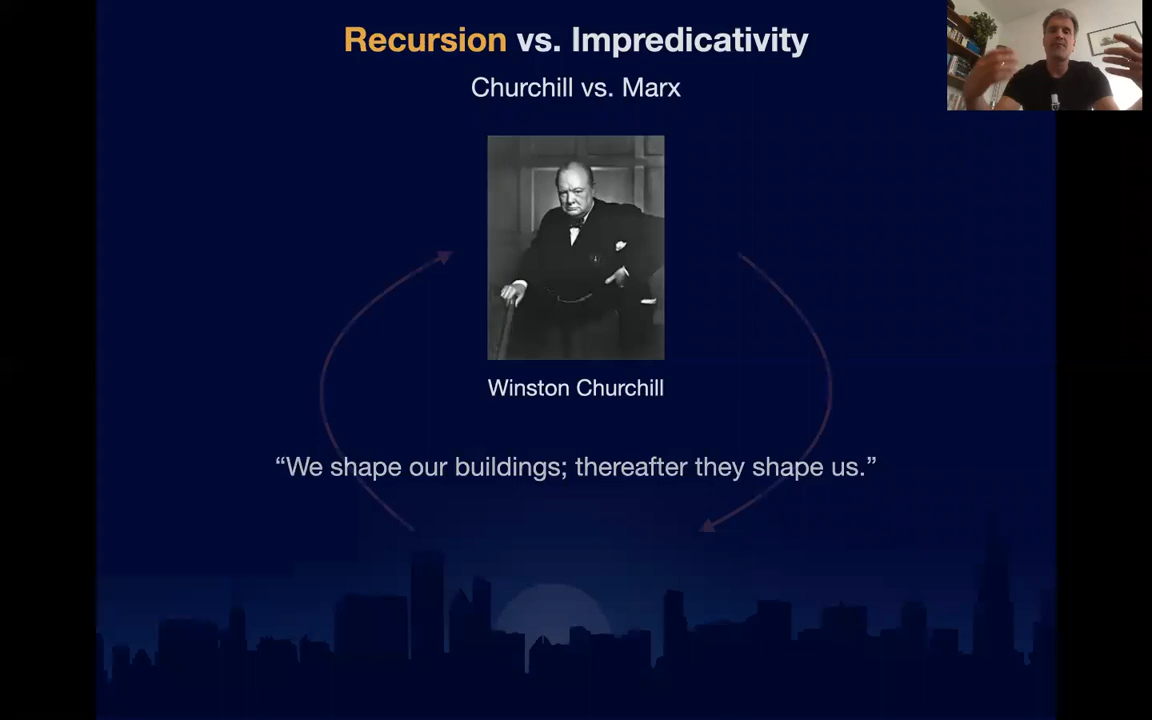 Recursion vs. Impredicativity
Churchill vs. Marx
Winston Churchill
“We shape our buildings; thereafter they shape us.”